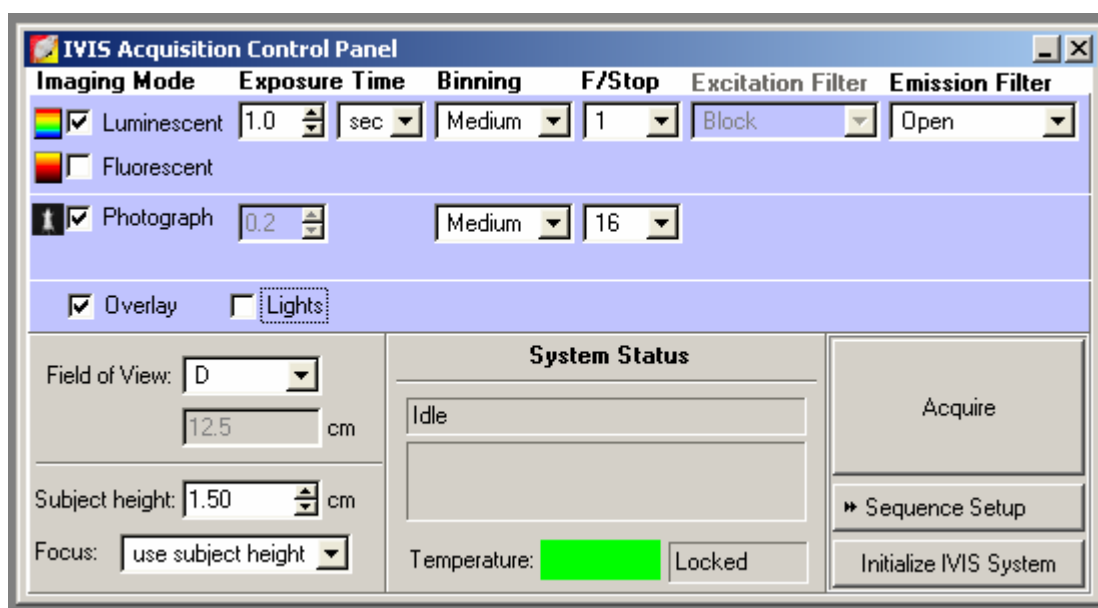 IVIS Acquisition Control Panel
Imaging Mode Exposure Time Binning F/Stop Excitation Filter Emission Filter
Luminescent 1.0 sec Medium 1 Block Open
Fluorescent
Photograph 0.2 Medium 16
Overlay Lights
Field of View: D
12.5 cm
Subject height: 1.50 cm
Focus: use subject height
System Status
Idle
Temperature: Locked
Acquire
Sequence Setup
Initialize IVIS System